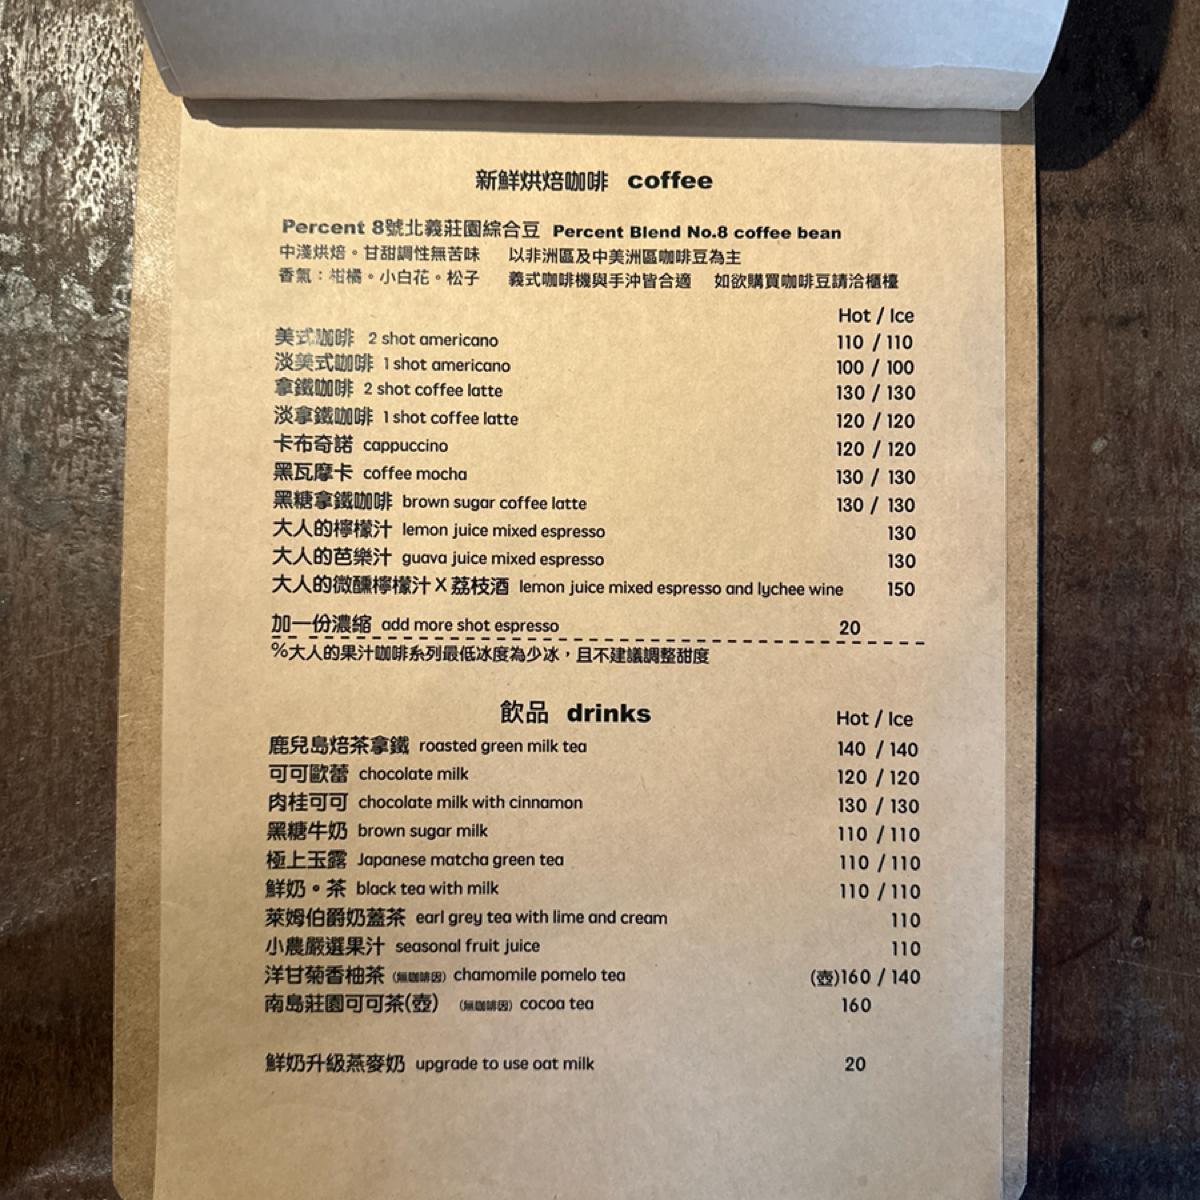 新鮮烘焙咖啡 coffee
Percent 8號北義莊園綜合豆 Percent Blend No.8 coffee bean
中淺烘焙。甘甜調性無苦味 以非洲區及中美洲區咖啡豆為主
香氣：柑橘。小白花。松子 義式咖啡機與手沖皆合適 如欲購買咖啡豆請洽櫃檯
Hot / Ice
美式咖啡 2 shot americano 110 / 110
淡美式咖啡 1 shot americano 100 / 100
拿鐵咖啡 2 shot coffee latte 130 / 130
淡拿鐵咖啡 1 shot coffee latte 120 / 120
卡布奇諾 cappuccino 120 / 120
黑瓦摩卡 coffee mocha 130 / 130
黑糖拿鐵咖啡 brown sugar coffee latte 130 / 130
大人的檸檬汁 lemon juice mixed espresso 130
大人的芭樂汁 guava juice mixed espresso 130
大人的微醺檸檬汁 X 荔枝酒 lemon juice mixed espresso and lychee wine 150
加一份濃縮 add more shot espresso 20
%大人的果汁咖啡系列最低冰度為少冰，且不建議調整甜度
飲品 drinks Hot / Ice
鹿兒島焙茶拿鐵 roasted green milk tea 140 / 140
可可歐蕾 chocolate milk 120 / 120
肉桂可可 chocolate milk with cinnamon 130 / 130
黑糖牛奶 brown sugar milk 110 / 110
極上玉露 Japanese matcha green tea 110 / 110
鮮奶。茶 black tea with milk 110 / 110
萊姆伯爵奶蓋茶 earl grey tea with lime and cream 110
小農嚴選果汁 seasonal fruit juice 110
洋甘菊香柚茶 (無咖啡因) chamomile pomelo tea (壺)160 / 140
南島莊園可可茶(壺) (無咖啡因) cocoa tea 160
鮮奶升級燕麥奶 upgrade to use oat milk 20